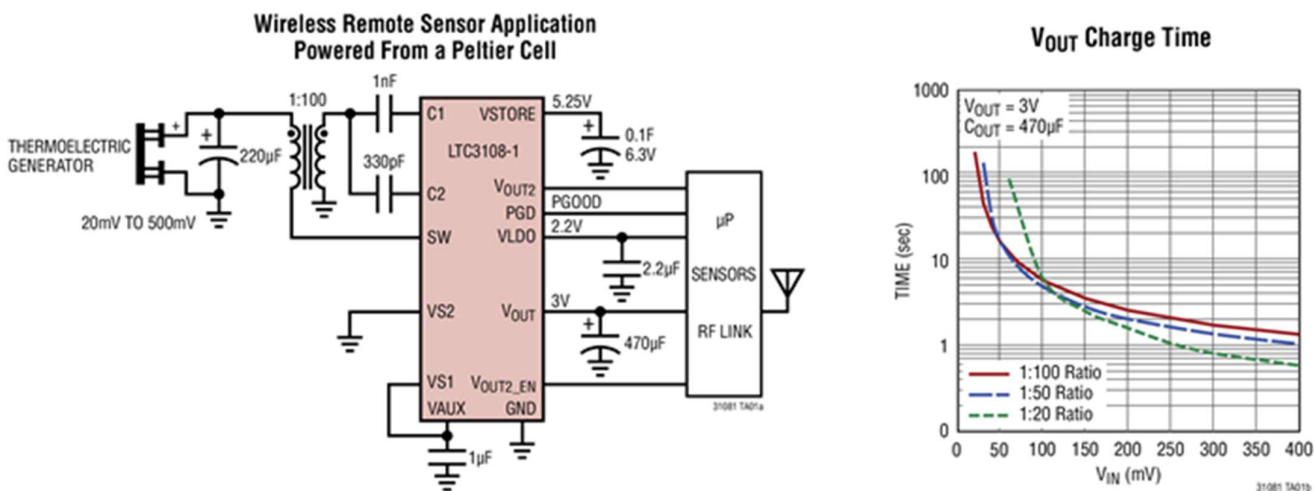 Wireless Remote Sensor Application
Powered From a Peltier Cell
THERMOELECTRIC
GENERATOR
20mV TO 500mV
+
+
220µF
1:100
1nF
330pF
C1
C2
SW
VS2
VS1
VAUX
LTC3108-1
VSTORE
VOUT2
PGD
VLDO
VOUT
VOUT2_EN
GND
1µF
5.25V
+
0.1F
6.3V
PGOOD
2.2V
2.2µF
3V
+
470µF
µP
SENSORS
RF LINK
31081 TA01a
VOUT Charge Time
VOUT = 3V
COUT = 470µF
TIME (sec)
1000
100
10
1
0
1:100 Ratio
1:50 Ratio
1:20 Ratio
0 50 100 150 200 250 300 350 400
VIN (mV)
31081 TA01b